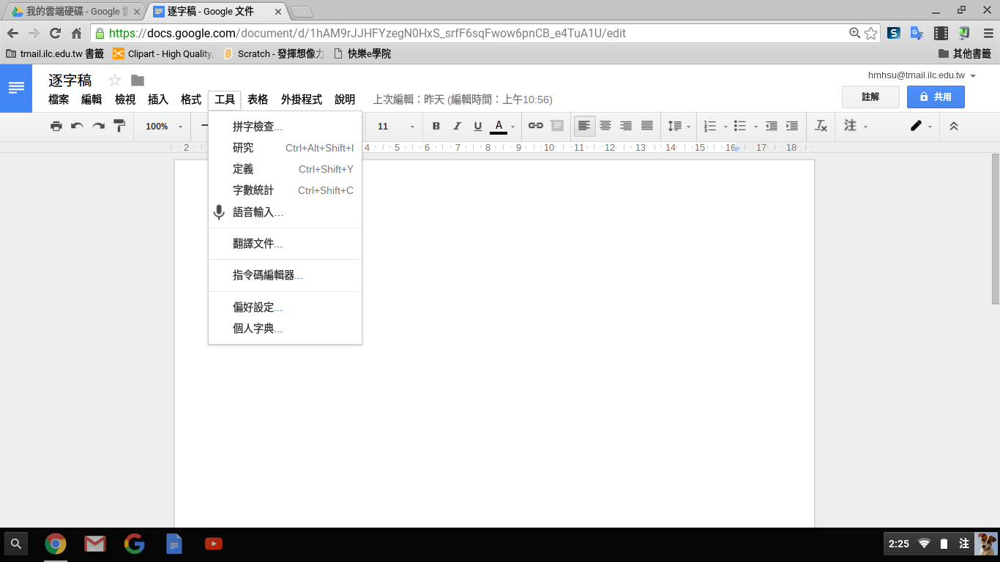 我的雲端硬碟 - Google
逐字稿 - Google 文件
https://docs.google.com/document/d/1hAM9rJJHFYzegN0HxS_srfF6sqFwow6pnCB_e4TuA1U/edit
tmail.ilc.edu.tw 書籤 Clipart - High Quality, Scratch - 發揮想像力 快樂e學院 其他書籤
逐字稿
hmhsu@tmail.ilc.edu.tw
檔案 編輯 檢視 插入 格式 工具 表格 外掛程式 說明 上次編輯：昨天 (編輯時間：上午10:56)
註解 共用
100% 11 B I U A 注
2 4 5 6 7 8 9 10 11 12 13 14 15 16 17 18
拼字檢查...
研究 Ctrl+Alt+Shift+I
定義 Ctrl+Shift+Y
字數統計 Ctrl+Shift+C
語音輸入...
翻譯文件...
指令碼編輯器...
偏好設定...
個人字典...
2:25 注